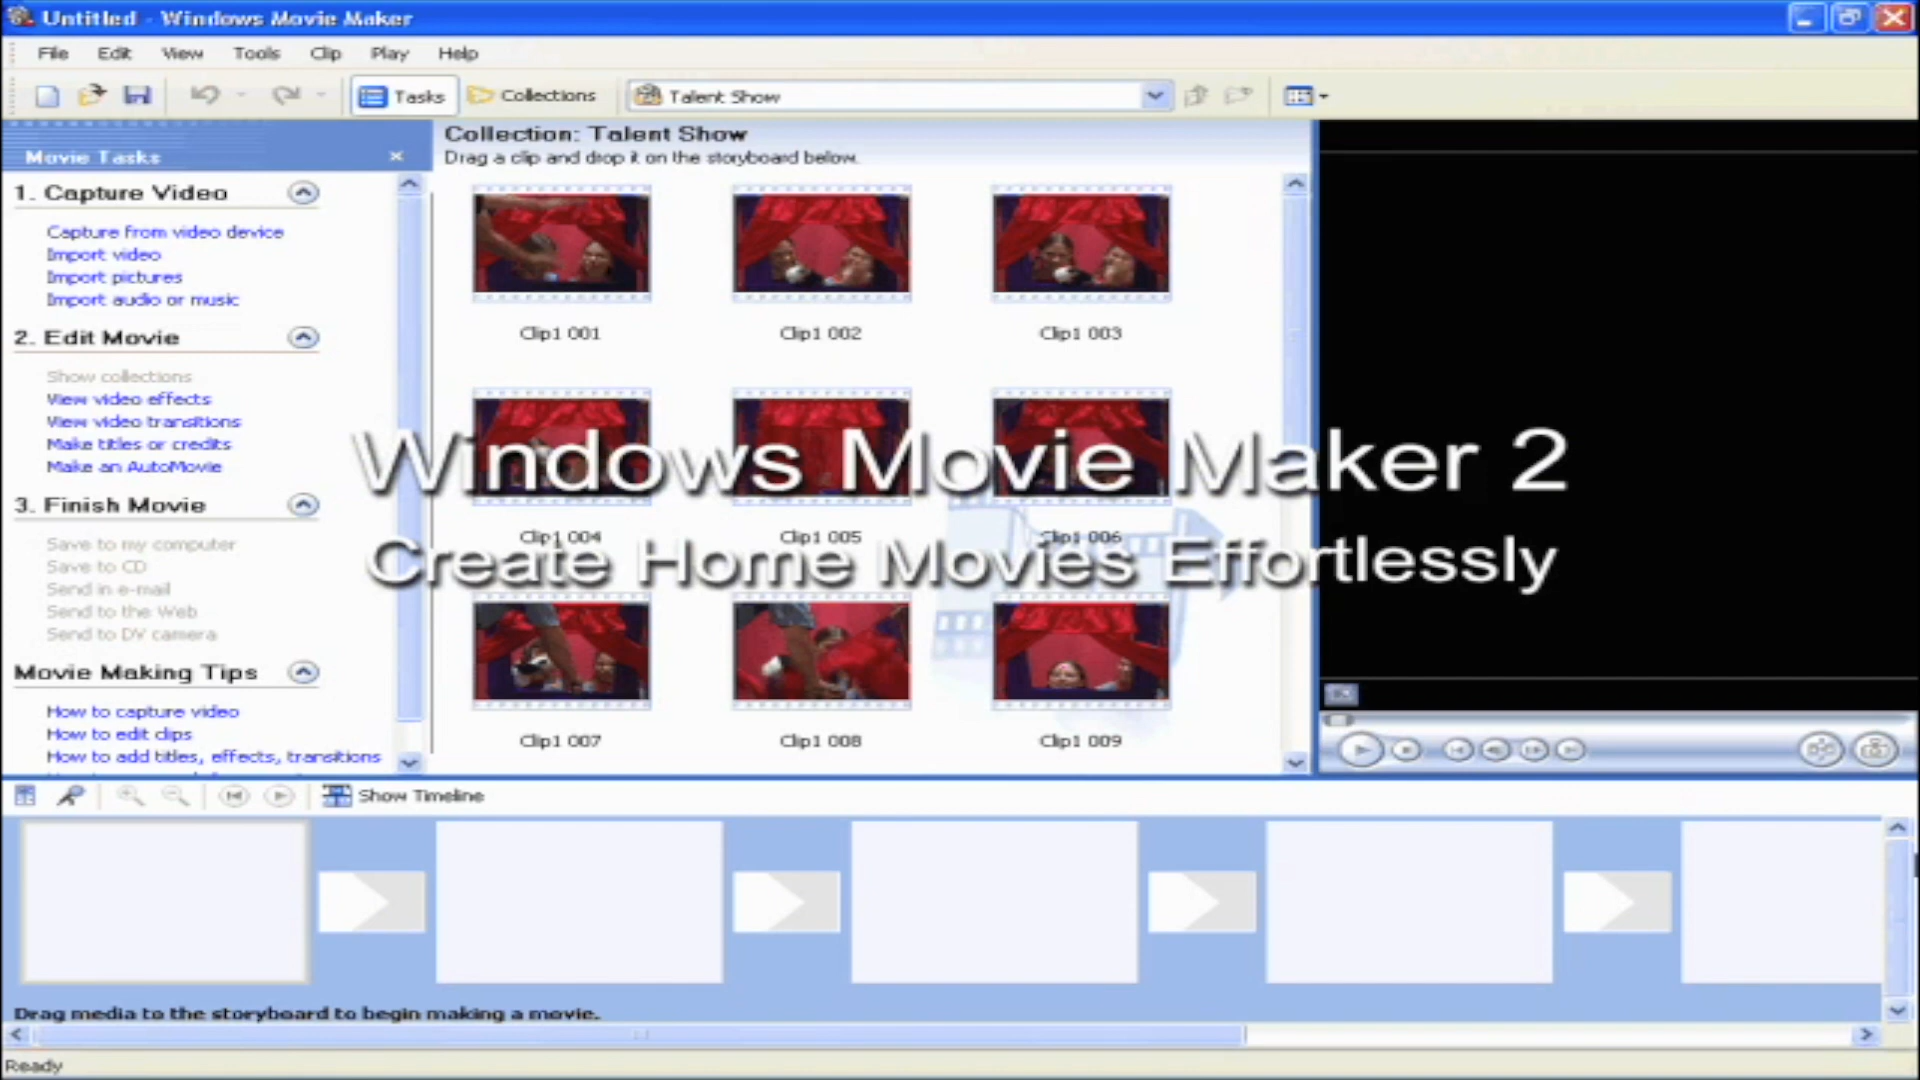 Untitled - Windows Movie Maker
File Edit View Tools Clip Play Help
Tasks Collections Talent Show
Movie Tasks
1. Capture Video
Capture from video device
Import video
Import pictures
Import audio or music
2. Edit Movie
Show collections
View video effects
View video transitions
Make titles or credits
Make an AutoMovie
3. Finish Movie
Save to my computer
Save to CD
Send in e-mail
Send to the Web
Send to DV camera
Movie Making Tips
How to capture video
How to edit clips
How to add titles, effects, transitions
Collection: Talent Show
Drag a clip and drop it on the storyboard below.
Clip1 001 Clip1 002 Clip1 003
Windows Movie Maker 2
Clip1 004 Clip1 005 Clip1 006
Create Home Movies Effortlessly
Clip1 007 Clip1 008 Clip1 009
Show Timeline
Drag media to the storyboard to begin making a movie.
Ready